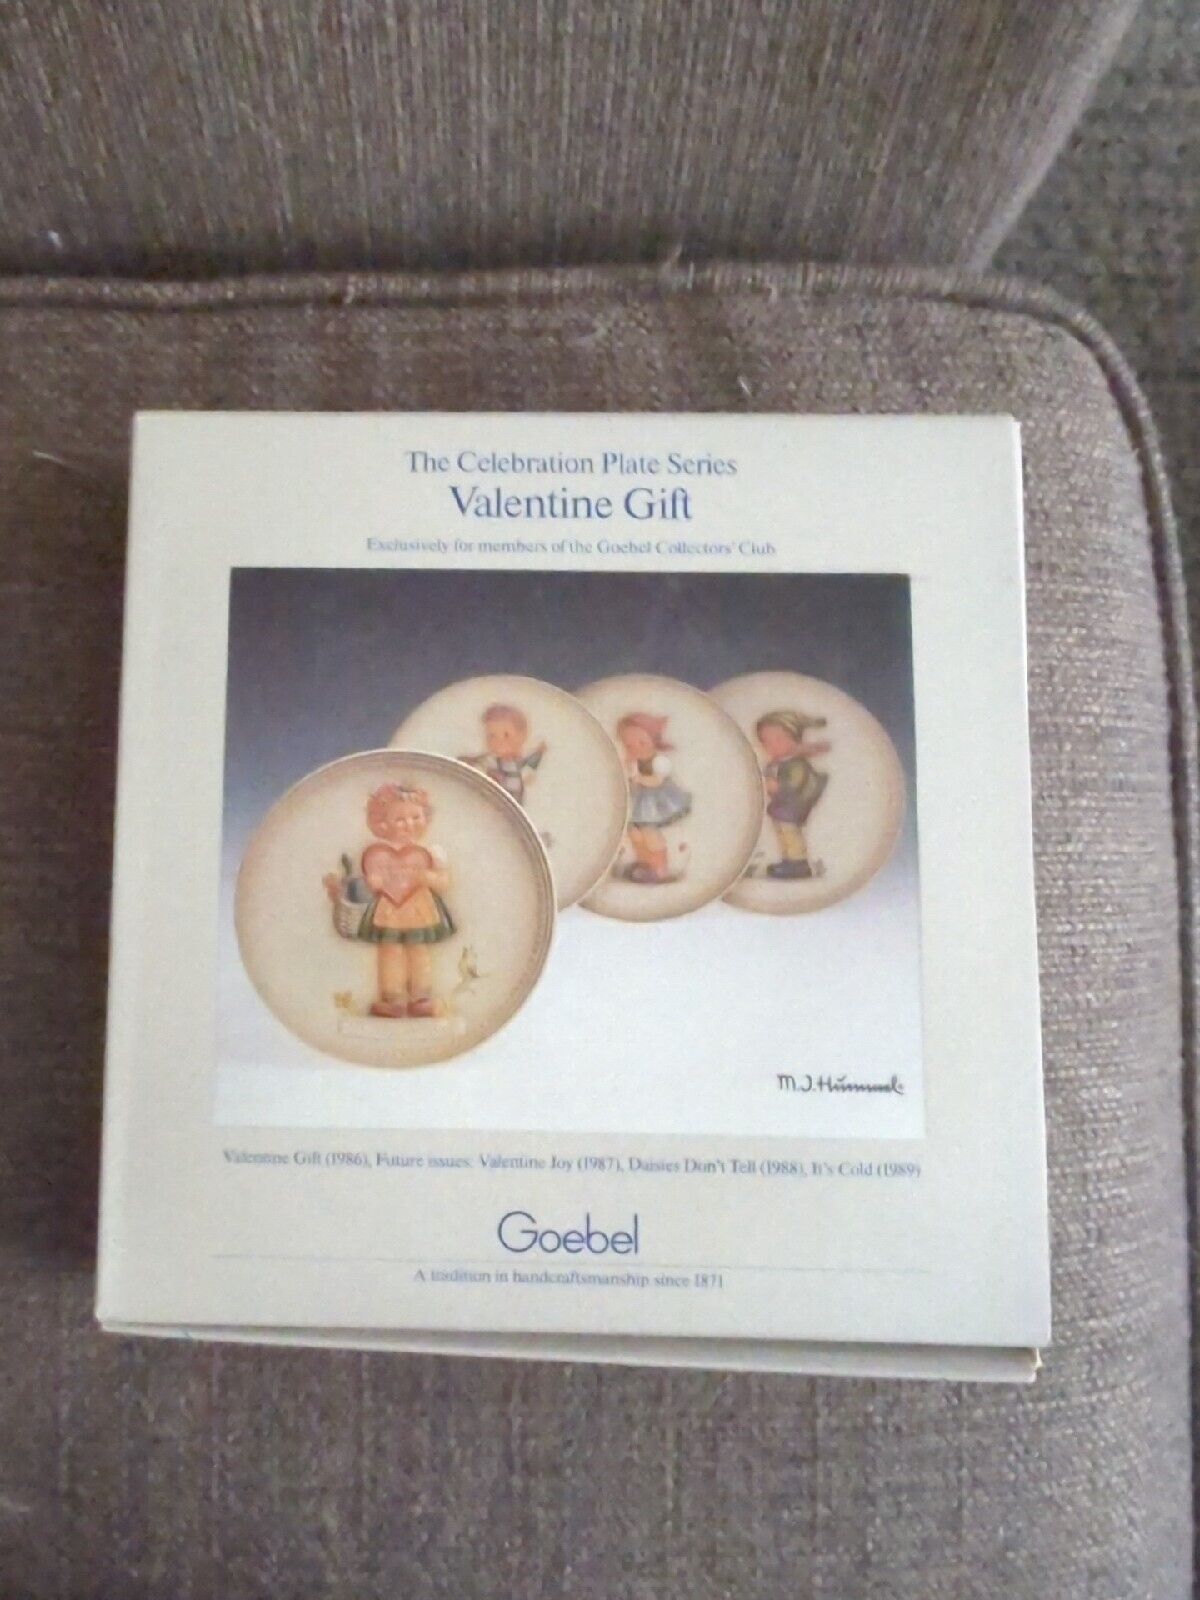 The Celebration Plate Series
Valentine Gift
Exclusively for members of the Goebel Collectors' Club
M.J.Hummel
Valentine Gift (1986), Future issues: Valentine Joy (1987), Daisies Don't Tell (1988), It's Cold (1989)
Goebel
A tradition in handcraftsmanship since 1871